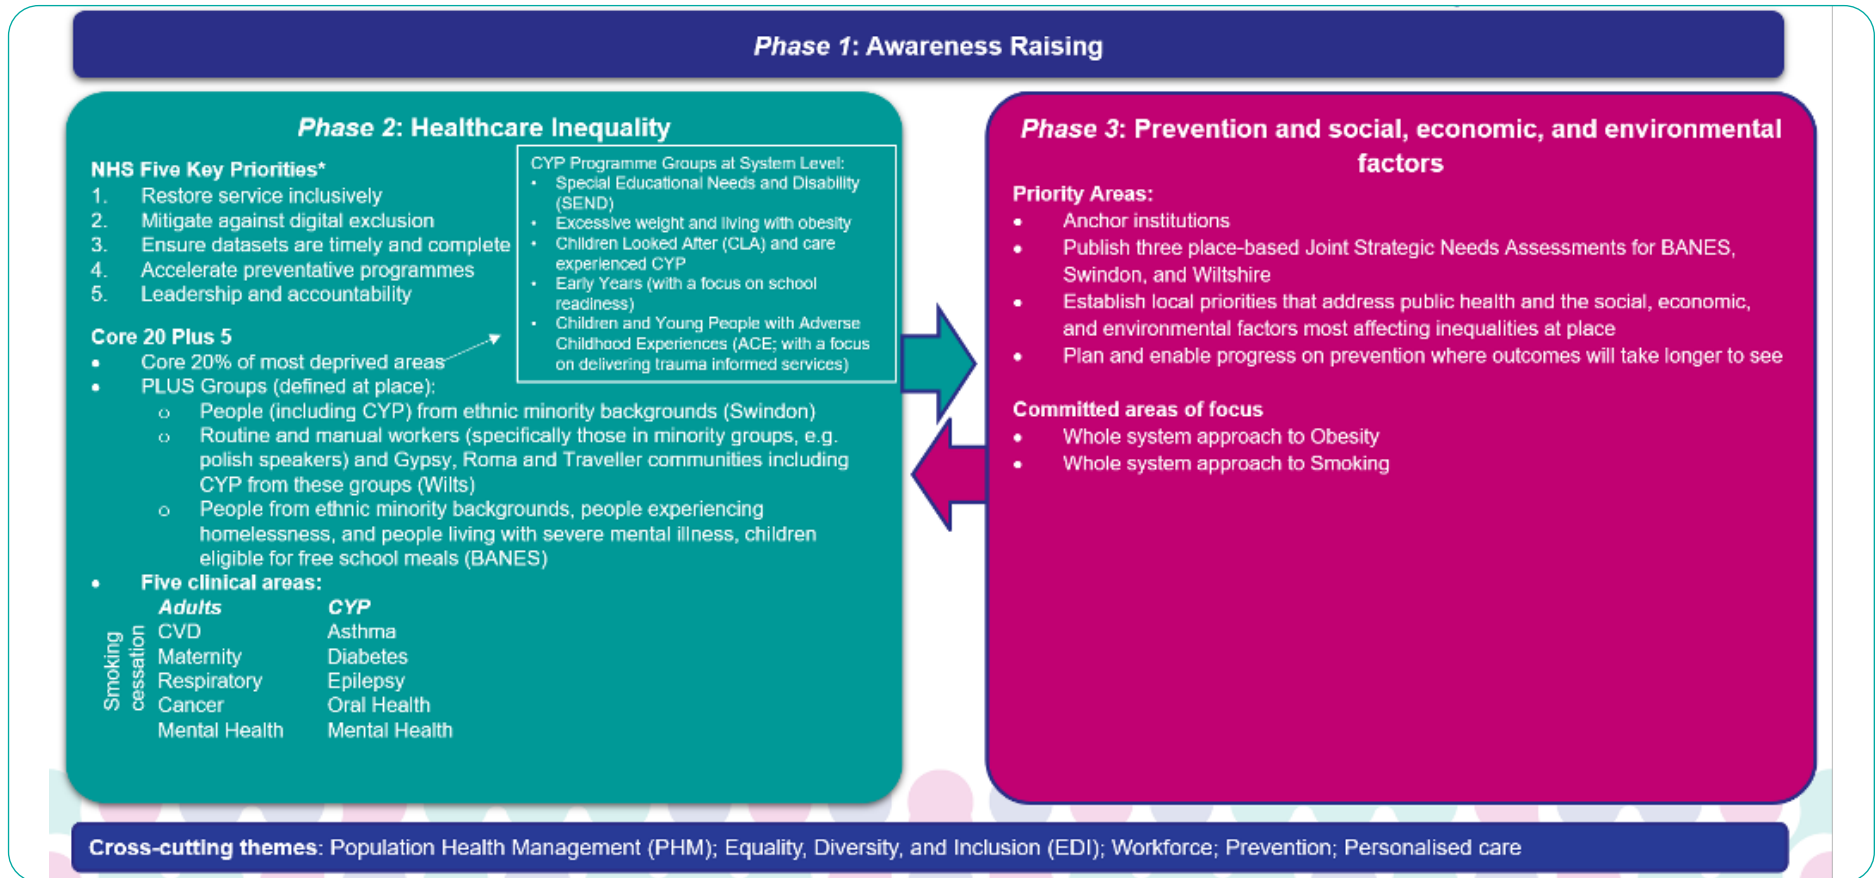 Phase 1: Awareness Raising
Phase 2: Healthcare Inequality
NHS Five Key Priorities*
1. Restore service inclusively
2. Mitigate against digital exclusion
3. Ensure datasets are timely and complete
4. Accelerate preventative programmes
5. Leadership and accountability
CYP Programme Groups at System Level:
• Special Educational Needs and Disability
(SEND)
• Excessive weight and living with obesity
• Children Looked After (CLA) and care
experienced CYP
• Early Years (with a focus on school
readiness)
• Children and Young People with Adverse
Childhood Experiences (ACE; with a focus
on delivering trauma informed services)
Core 20 Plus 5
• Core 20% of most deprived areas
• PLUS Groups (defined at place):
o People (including CYP) from ethnic minority backgrounds (Swindon)
o Routine and manual workers (specifically those in minority groups, e.g.
polish speakers) and Gypsy, Roma and Traveller communities including
CYP from these groups (Wilts)
o People from ethnic minority backgrounds, people experiencing
homelessness, and people living with severe mental illness, children
eligible for free school meals (BANES)
• Five clinical areas:
Adults CYP
CVD Asthma
Maternity Diabetes
Respiratory Epilepsy
Cancer Oral Health
Mental Health Mental Health
Smoking
cessation
Phase 3: Prevention and social, economic, and environmental
factors
Priority Areas:
• Anchor institutions
• Publish three place-based Joint Strategic Needs Assessments for BANES,
Swindon, and Wiltshire
• Establish local priorities that address public health and the social, economic,
and environmental factors most affecting inequalities at place
• Plan and enable progress on prevention where outcomes will take longer to see
Committed areas of focus
• Whole system approach to Obesity
• Whole system approach to Smoking
Cross-cutting themes: Population Health Management (PHM); Equality, Diversity, and Inclusion (EDI); Workforce; Prevention; Personalised care